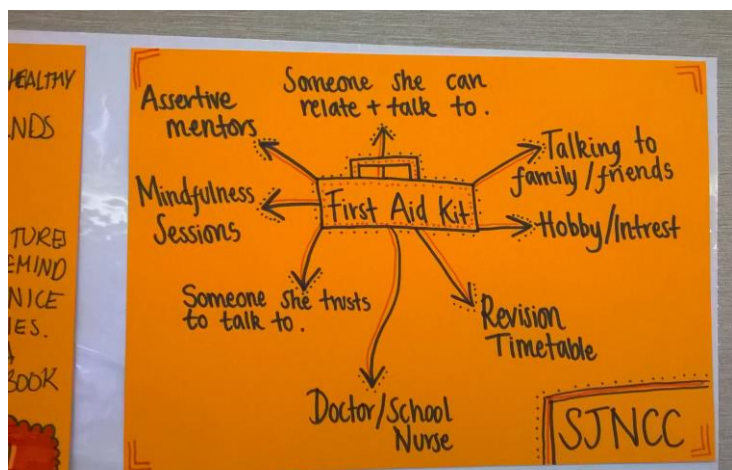 HEALTHY
NDS
TURES
EMIND
NICE
IES.
BOOK
Someone she can
relate + talk to.
Assertive
mentors
Talking to
family/friends
Mindfulness
Sessions
First Aid Kit
Hobby/Intrest
Someone she trusts
to talk to.
Revision
Timetable
Doctor/School
Nurse
SJNCC